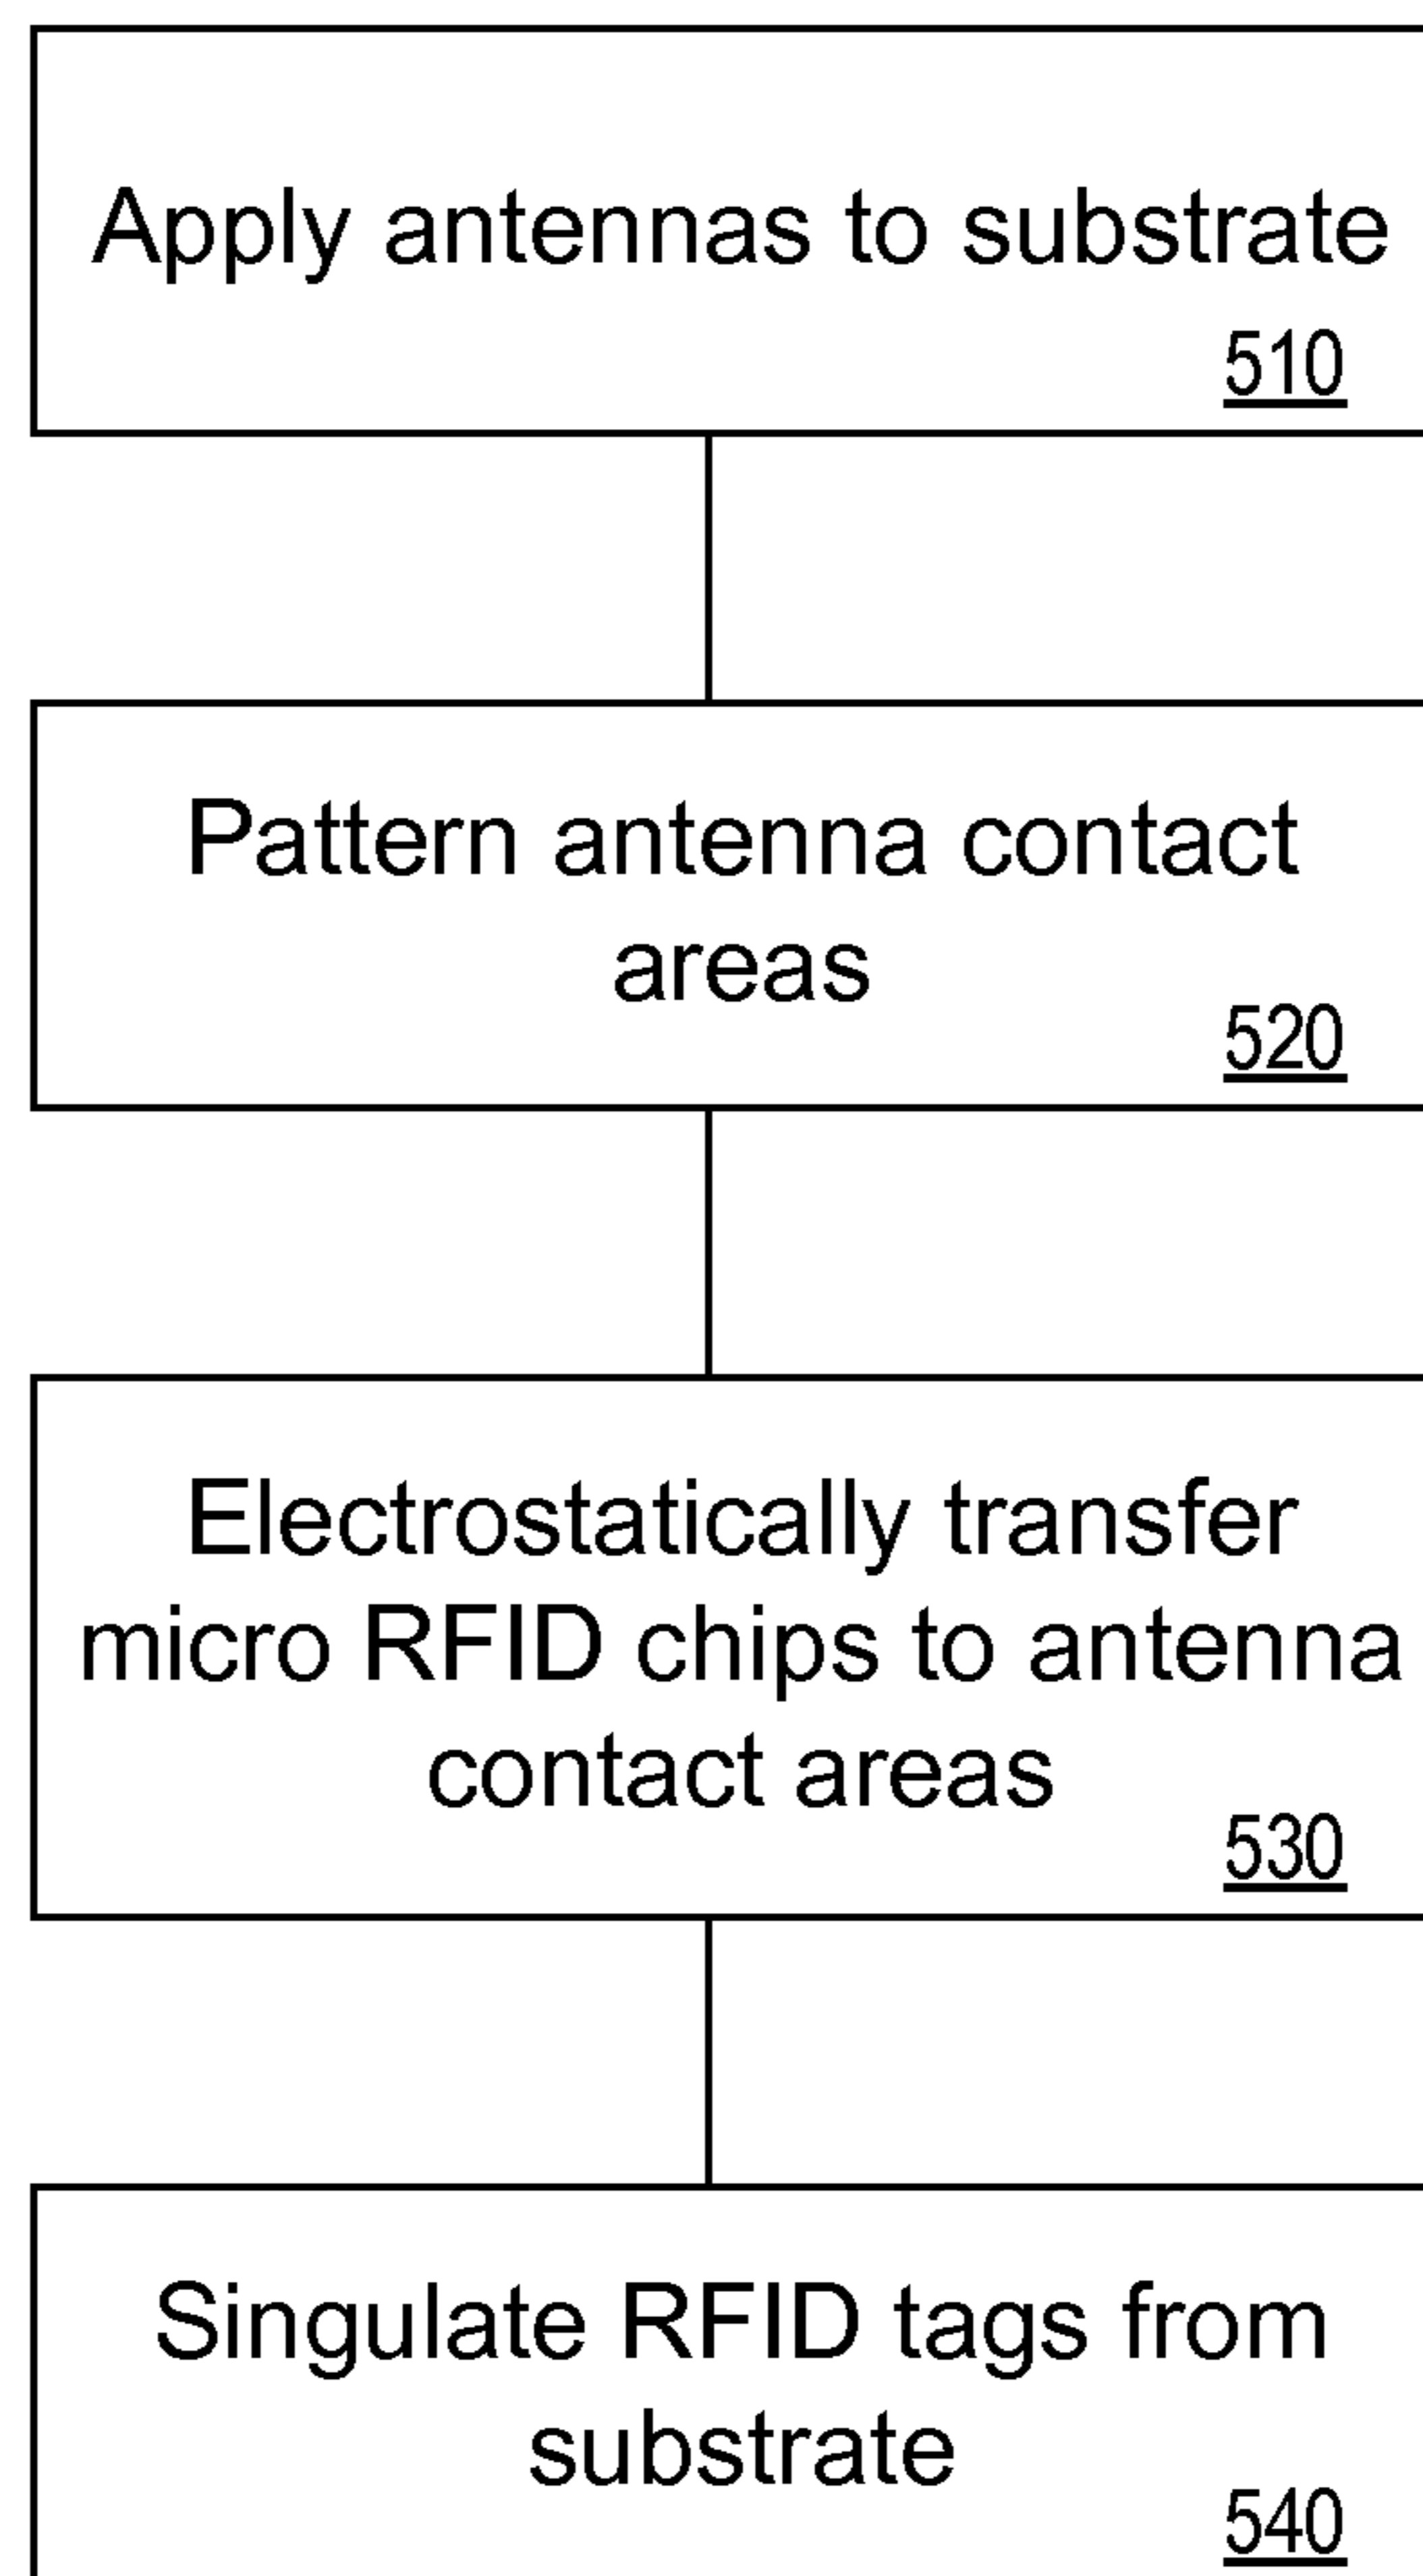 Apply antennas to substrate
510
Pattern antenna contact
areas
520
Electrostatically transfer
micro RFID chips to antenna
contact areas
530
Singulate RFID tags from
substrate
540